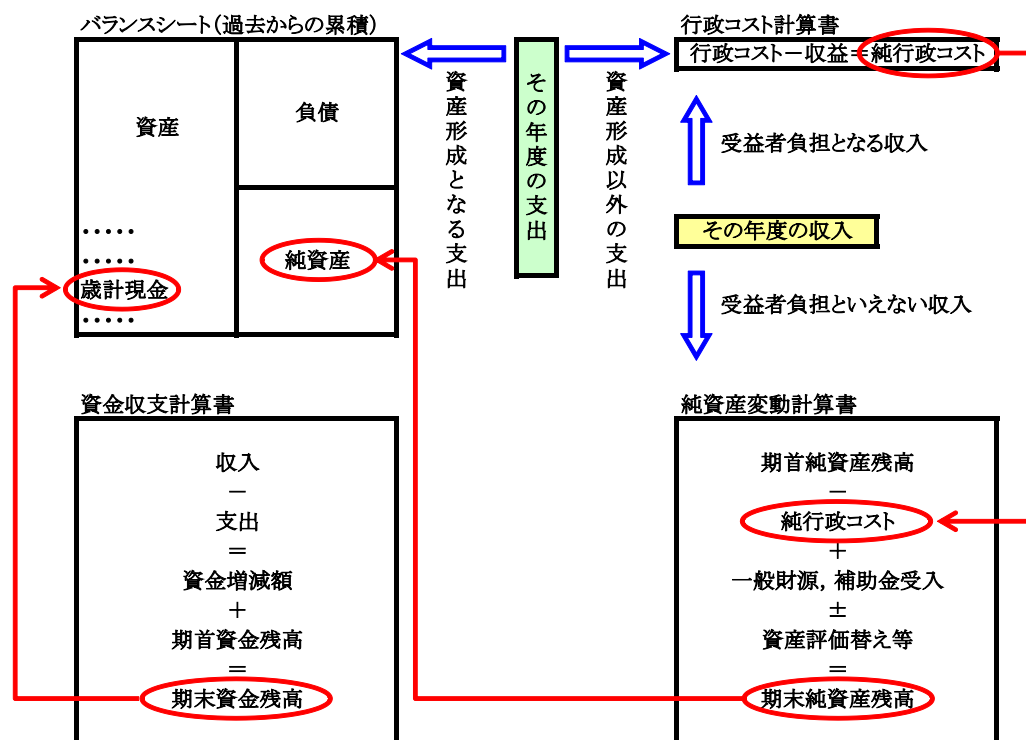 バランスシート（過去からの累積）
資産
負債
純資産
・・・・・
・・・・・
歳計現金
・・・・・
資産形成となる支出
その年度の支出
資産形成以外の支出
行政コスト計算書
行政コスト－収益＝純行政コスト
受益者負担となる収入
その年度の収入
受益者負担といえない収入
資金収支計算書
収入
－
支出
＝
資金増減額
＋
期首資金残高
＝
期末資金残高
純資産変動計算書
期首純資産残高
－
純行政コスト
＋
一般財源，補助金受入
±
資産評価替え等
＝
期末純資産残高